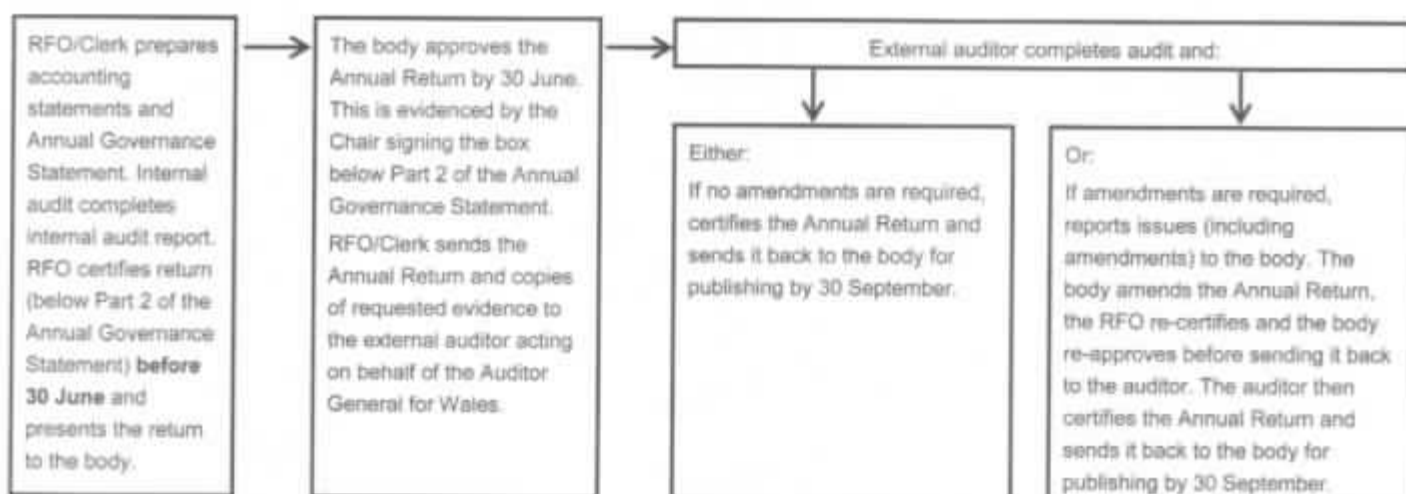 RFO/Clerk prepares
accounting
statements and
Annual Governance
Statement. Internal
audit completes
internal audit report.
RFO certifies return
(below Part 2 of the
Annual Governance
Statement) before
30 June and
presents the return
to the body.
The body approves the
Annual Return by 30 June.
This is evidenced by the
Chair signing the box
below Part 2 of the Annual
Governance Statement.
RFO/Clerk sends the
Annual Return and copies
of requested evidence to
the external auditor acting
on behalf of the Auditor
General for Wales.
External auditor completes audit and:
Either:
If no amendments are required,
certifies the Annual Return and
sends it back to the body for
publishing by 30 September.
Or:
If amendments are required,
reports issues (including
amendments) to the body. The
body amends the Annual Return,
the RFO re-certifies and the body
re-approves before sending it back
to the auditor. The auditor then
certifies the Annual Return and
sends it back to the body for
publishing by 30 September.